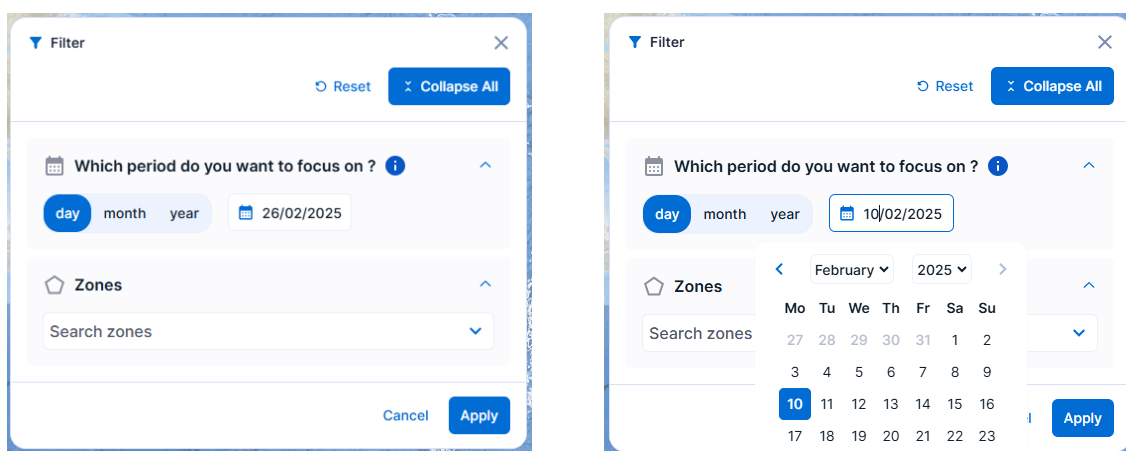 Filter
Reset
Collapse All
Which period do you want to focus on ?
day month year 26/02/2025
Zones
Search zones
Cancel Apply
Filter
Reset
Collapse All
Which period do you want to focus on ?
day month year 10/02/2025
February 2025
Zones
Mo Tu We Th Fr Sa Su
Search zones
27 28 29 30 31 1 2
3 4 5 6 7 8 9
10 11 12 13 14 15 16
Apply
17 18 19 20 21 22 23